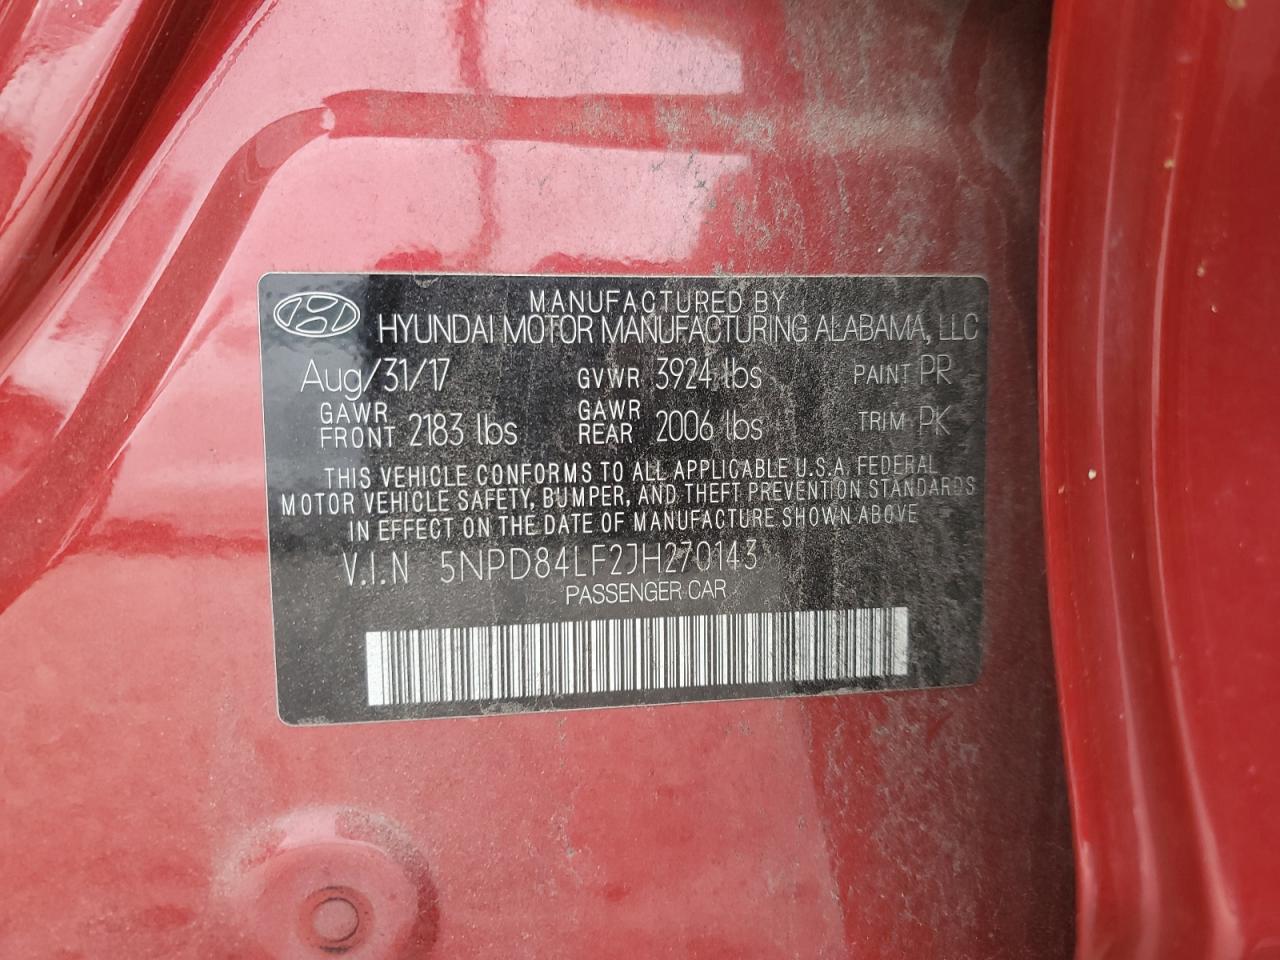 MANUFACTURED BY
HYUNDAI MOTOR MANUFACTURING ALABAMA, LLC
Aug/31/17 GVWR 3924 lbs PAINT PR
GAWR FRONT 2183 lbs GAWR REAR 2006 lbs TRIM PK
THIS VEHICLE CONFORMS TO ALL APPLICABLE U.S.A. FEDERAL
MOTOR VEHICLE SAFETY, BUMPER, AND THEFT PREVENTION STANDARDS
IN EFFECT ON THE DATE OF MANUFACTURE SHOWN ABOVE
V.I.N 5NPD84LF2JH270143
PASSENGER CAR